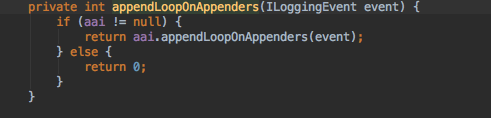 private int appendLoopOnAppenders(ILoggingEvent event) {
    if (aai != null) {
        return aai.appendLoopOnAppenders(event);
    } else {
        return 0;
    }
}